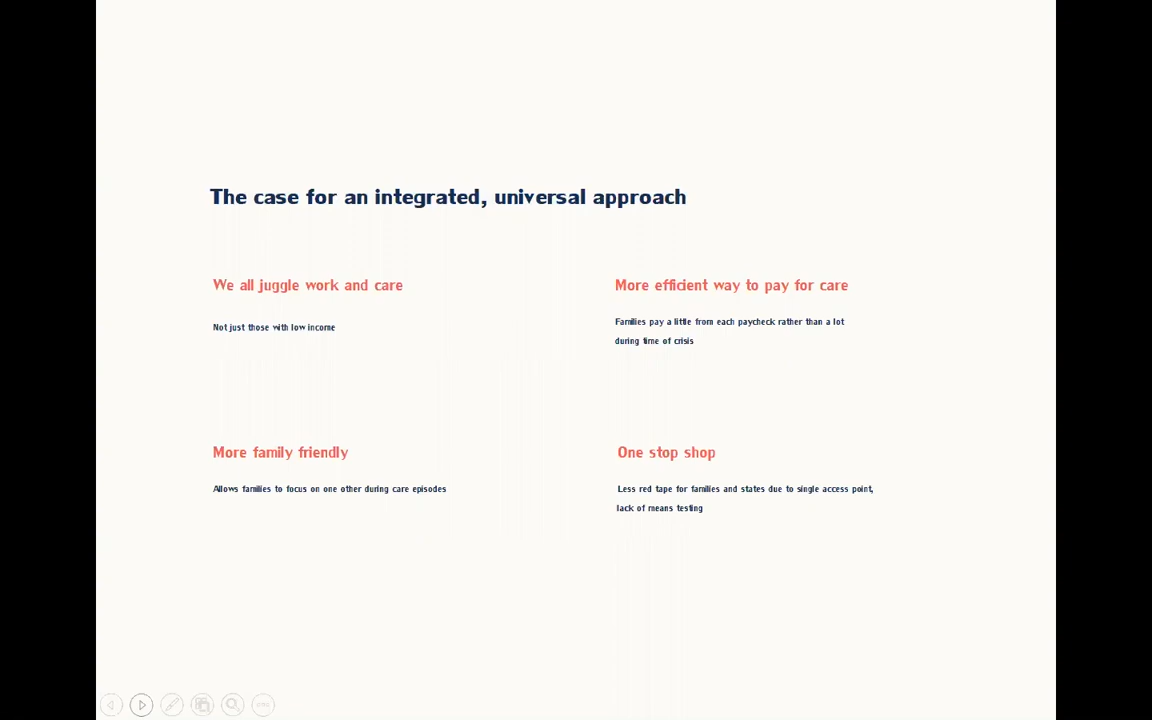 The case for an integrated, universal approach
We all juggle work and care
Not just those with low income
More efficient way to pay for care
Families pay a little from each paycheck rather than a lot
during time of crisis
More family friendly
Allows families to focus on one other during care episodes
One stop shop
Less red tape for families and states due to single access point,
lack of means testing